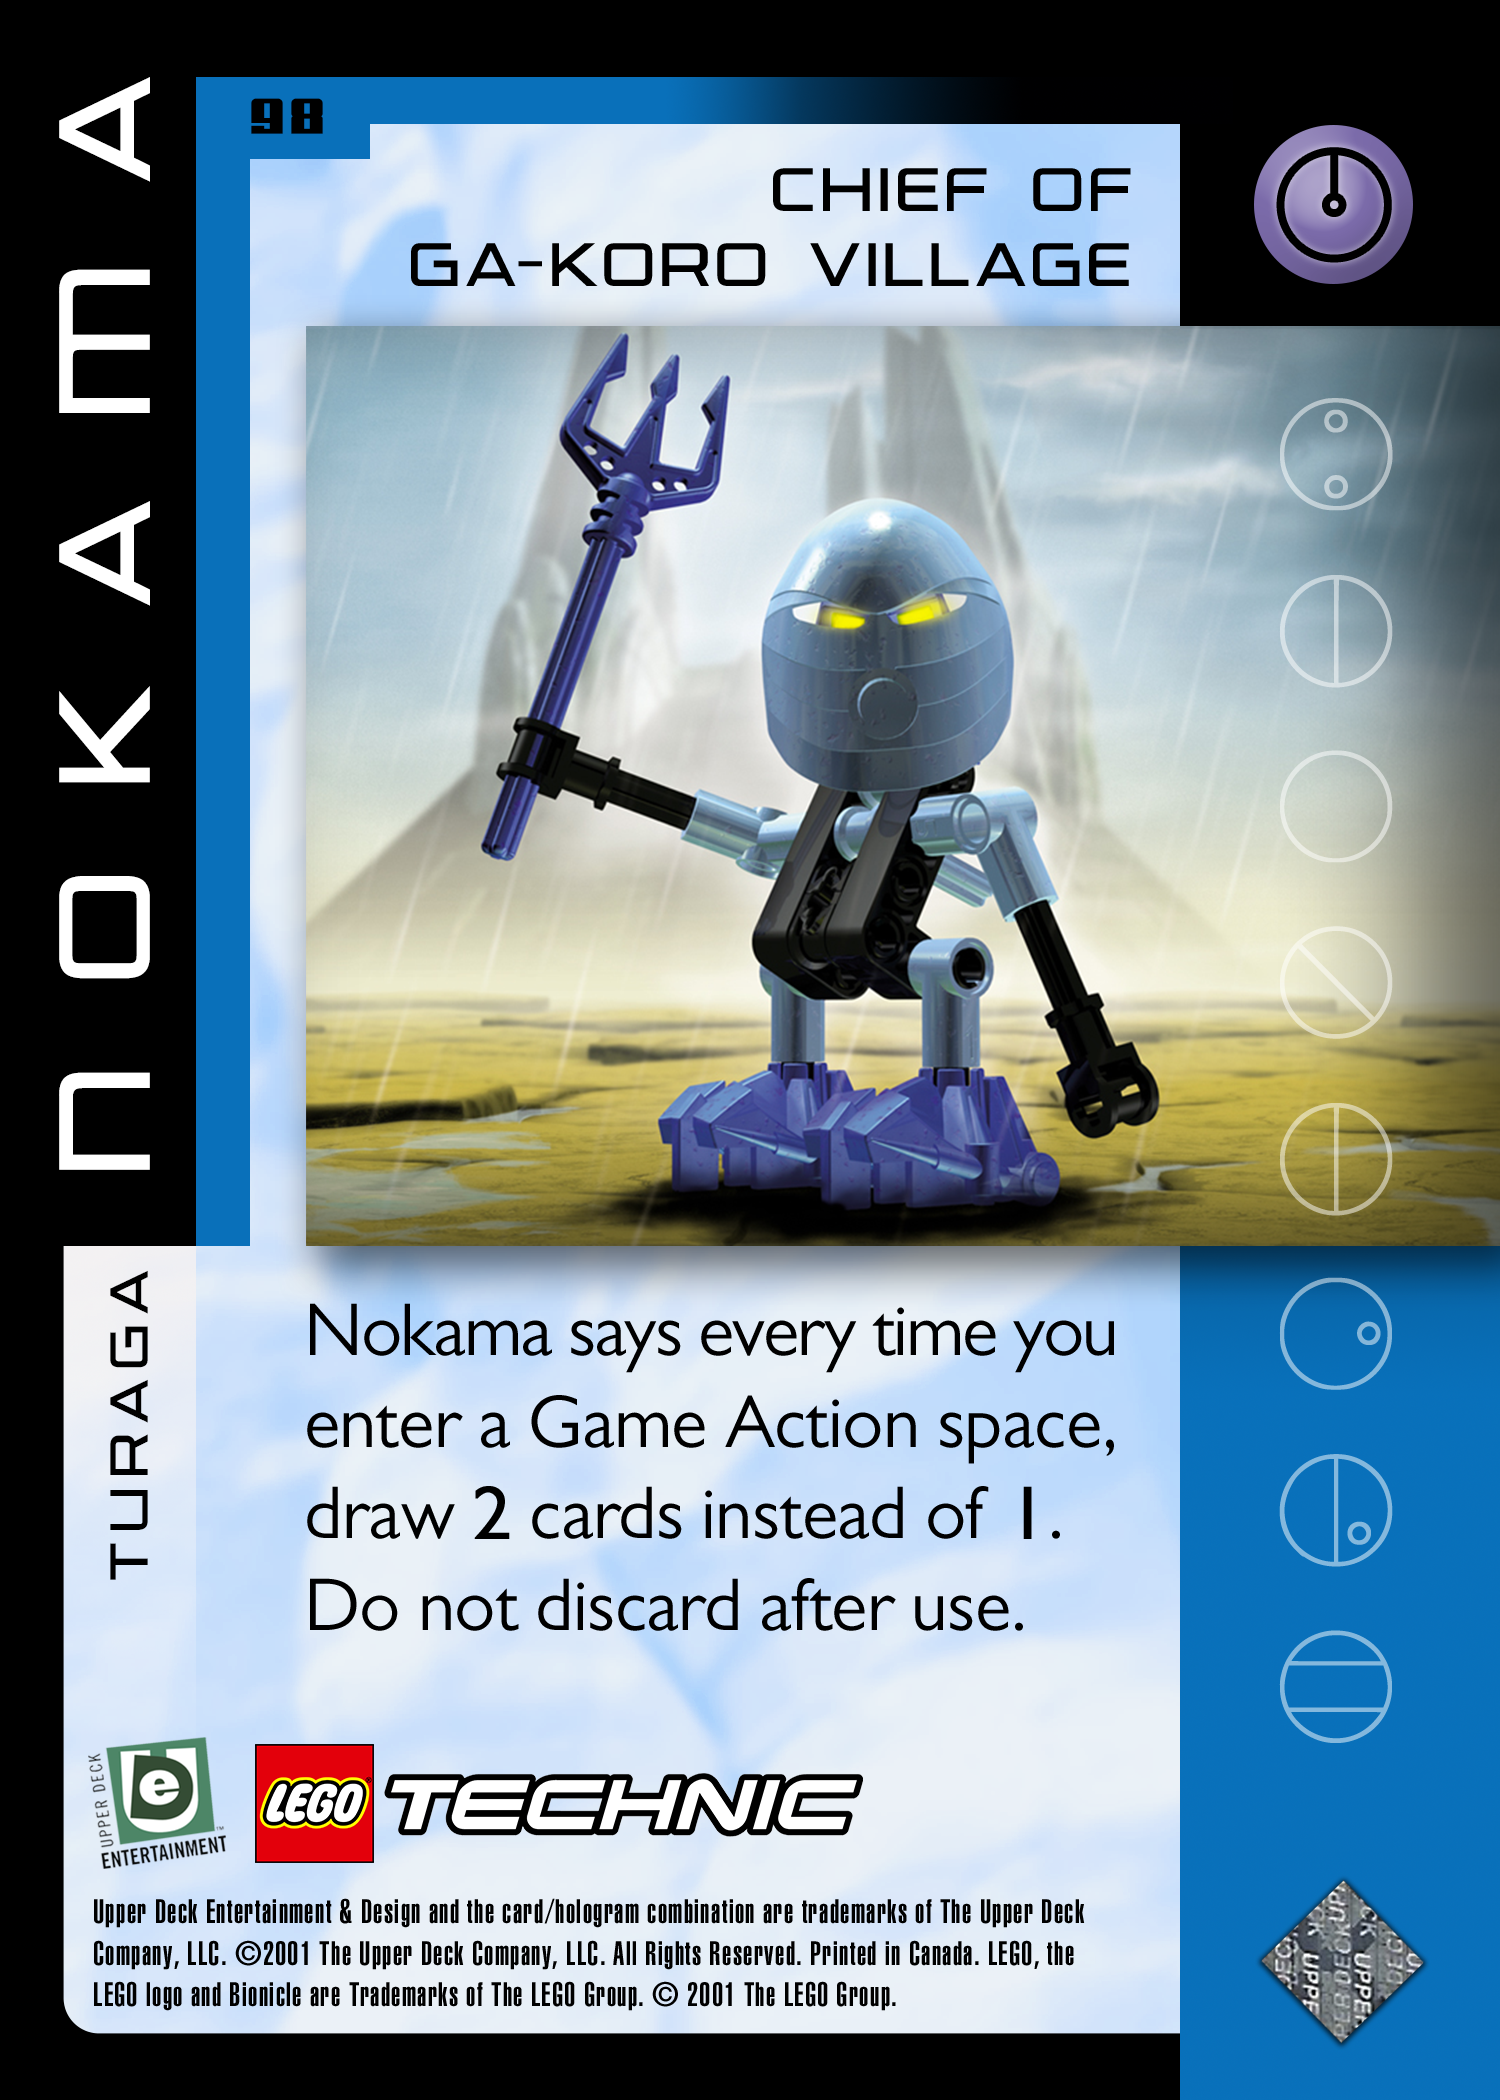 98
NOKAMA
CHIEF OF
GA-KORO VILLAGE
TURAGA
Nokama says every time you
enter a Game Action space,
draw 2 cards instead of 1.
Do not discard after use.
UPPER DECK
e
ENTERTAINMENT
™
LEGO TECHNIC
Upper Deck Entertainment & Design and the card/hologram combination are trademarks of The Upper Deck
Company, LLC. ©2001 The Upper Deck Company, LLC. All Rights Reserved. Printed in Canada. LEGO, the
LEGO logo and Bionicle are Trademarks of The LEGO Group. © 2001 The LEGO Group.